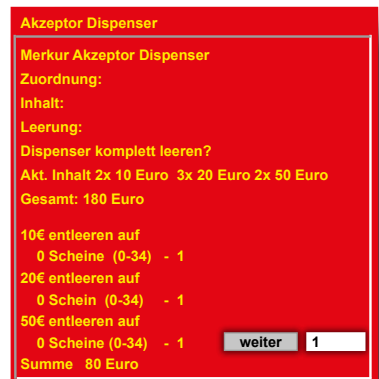 Akzeptor Dispenser
Merkur Akzeptor Dispenser
Zuordnung:
Inhalt:
Leerung:
Dispenser komplett leeren?
Akt. Inhalt 2x 10 Euro  3x 20 Euro 2x 50 Euro
Gesamt: 180 Euro
10€ entleeren auf
0 Scheine  (0-34)  -  1
20€ entleeren auf
0 Schein  (0-34)  -  1
50€ entleeren auf
0 Scheine (0-34)  -  1 weiter 1
Summe  80 Euro